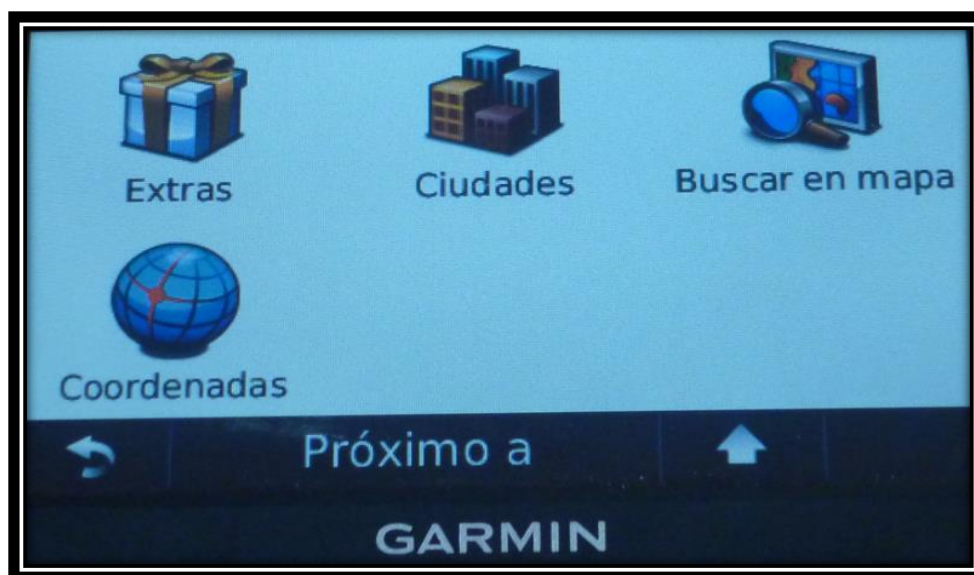 Extras
Ciudades
Buscar en mapa
Coordenadas
Próximo a
GARMIN